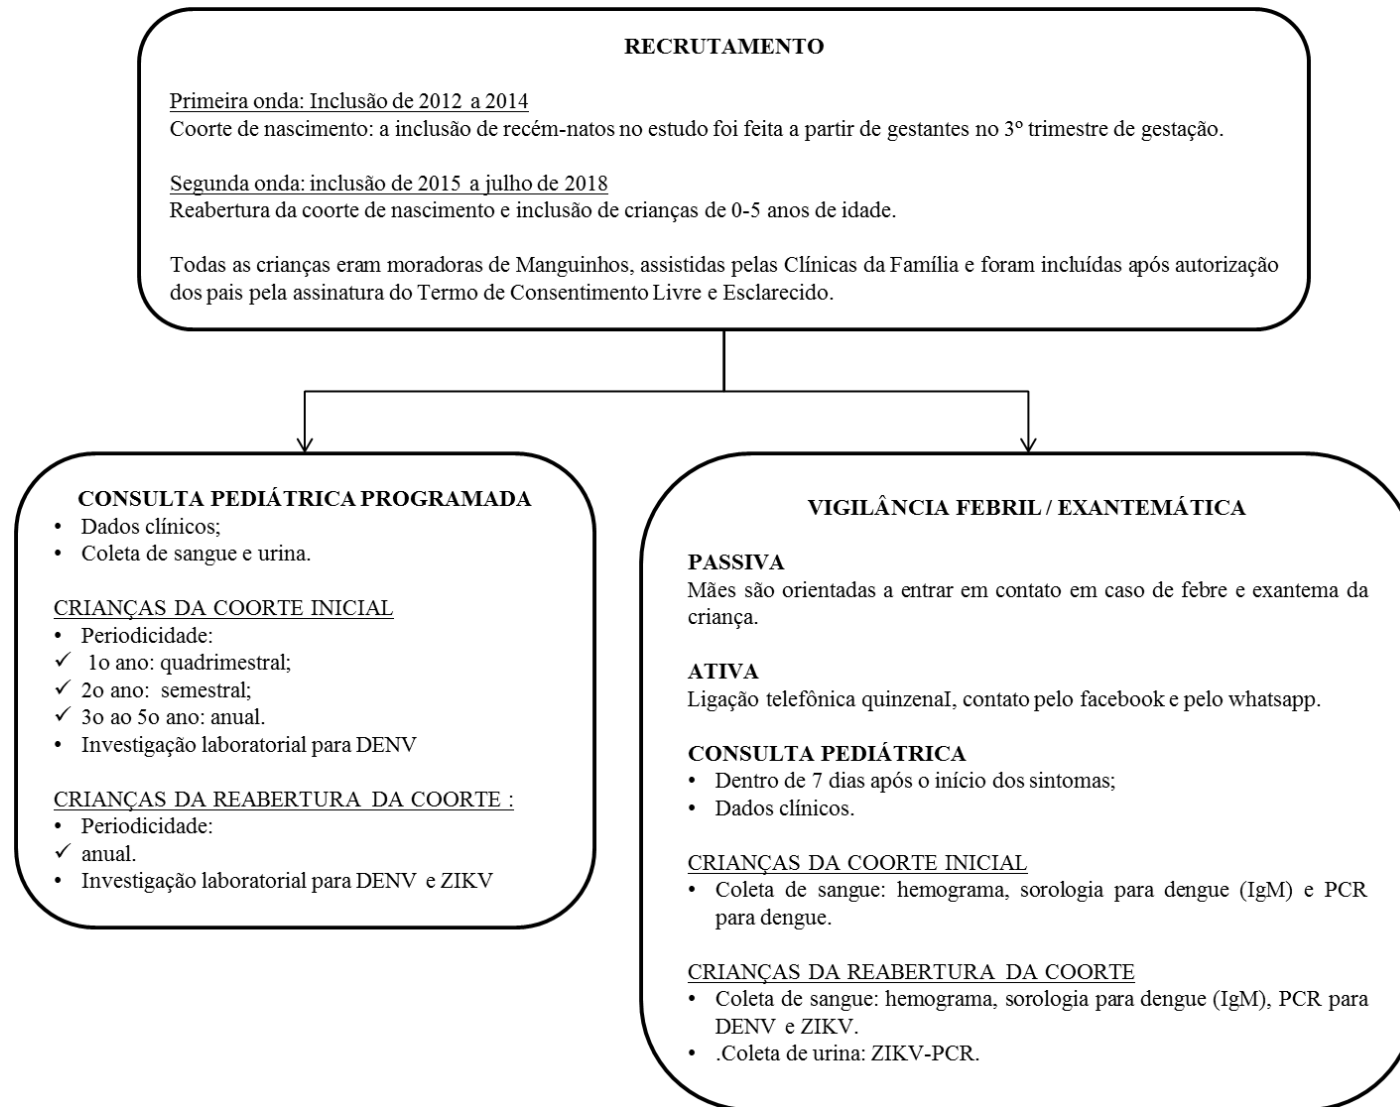 RECRUTAMENTO
Primeira onda: Inclusão de 2012 a 2014
Coorte de nascimento: a inclusão de recém-natos no estudo foi feita a partir de gestantes no 3º trimestre de gestação.
Segunda onda: inclusão de 2015 a julho de 2018
Reabertura da coorte de nascimento e inclusão de crianças de 0-5 anos de idade.
Todas as crianças eram moradoras de Manguinhos, assistidas pelas Clínicas da Família e foram incluídas após autorização
dos pais pela assinatura do Termo de Consentimento Livre e Esclarecido.
CONSULTA PEDIÁTRICA PROGRAMADA
• Dados clínicos;
• Coleta de sangue e urina.
CRIANÇAS DA COORTE INICIAL
• Periodicidade:
✓ 1o ano: quadrimestral;
✓ 2o ano: semestral;
✓ 3o ao 5o ano: anual.
• Investigação laboratorial para DENV
CRIANÇAS DA REABERTURA DA COORTE :
• Periodicidade:
✓ anual.
• Investigação laboratorial para DENV e ZIKV
VIGILÂNCIA FEBRIL / EXANTEMÁTICA
PASSIVA
Mães são orientadas a entrar em contato em caso de febre e exantema da
criança.
ATIVA
Ligação telefônica quinzenaI, contato pelo facebook e pelo whatsapp.
CONSULTA PEDIÁTRICA
• Dentro de 7 dias após o início dos sintomas;
• Dados clínicos.
CRIANÇAS DA COORTE INICIAL
• Coleta de sangue: hemograma, sorologia para dengue (IgM) e PCR
para dengue.
CRIANÇAS DA REABERTURA DA COORTE
• Coleta de sangue: hemograma, sorologia para dengue (IgM), PCR para
DENV e ZIKV.
• .Coleta de urina: ZIKV-PCR.